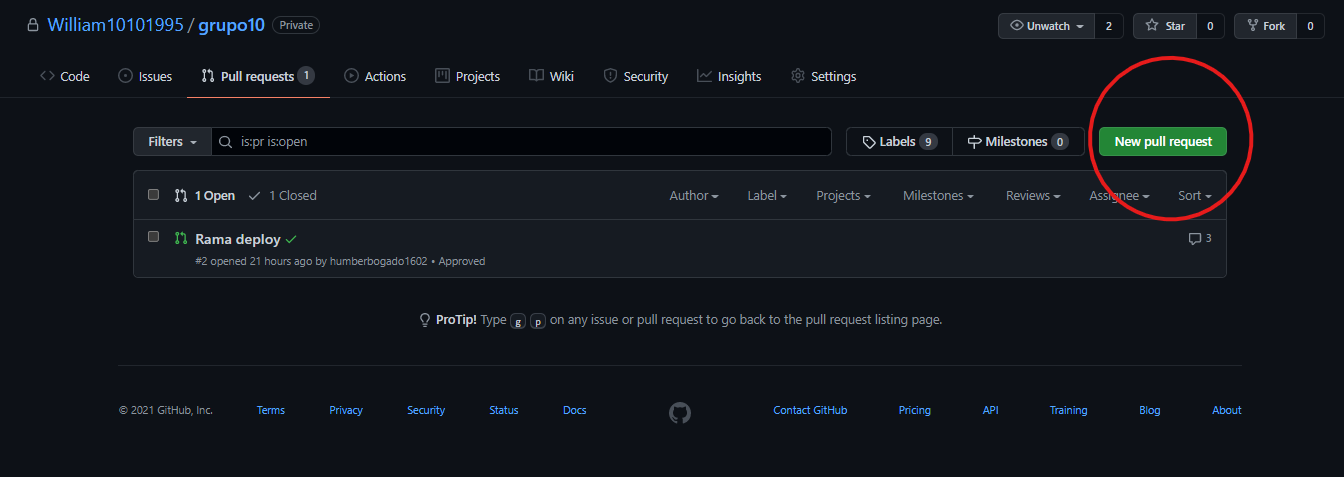 William10101995 / grupo10 Private Unwatch 2 Star 0 Fork 0
Code Issues Pull requests 1 Actions Projects Wiki Security Insights Settings
Filters is:pr is:open Labels 9 Milestones 0 New pull request
1 Open 1 Closed Author Label Projects Milestones Reviews Assignee Sort
Rama deploy 3
#2 opened 21 hours ago by humberbogado1602 • Approved
ProTip! Type g p on any issue or pull request to go back to the pull request listing page.
© 2021 GitHub, Inc. Terms Privacy Security Status Docs Contact GitHub Pricing API Training Blog About